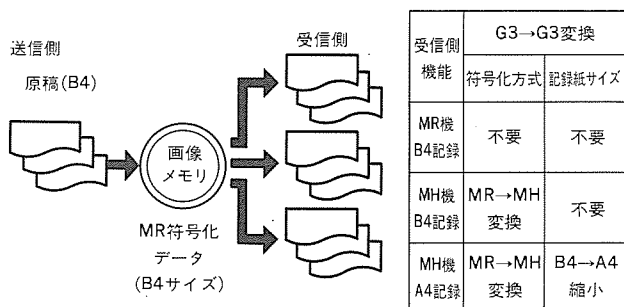 送信側
原稿(B4)
画像
メモリ
MR符号化
データ
(B4サイズ)
受信側
受信側
機能
G3→G3変換
符号化方式
記録紙サイズ
MR機
B4記録
不要
不要
MH機
B4記録
MR→MH
変換
不要
MH機
A4記録
MR→MH
変換
B4→A4
縮小